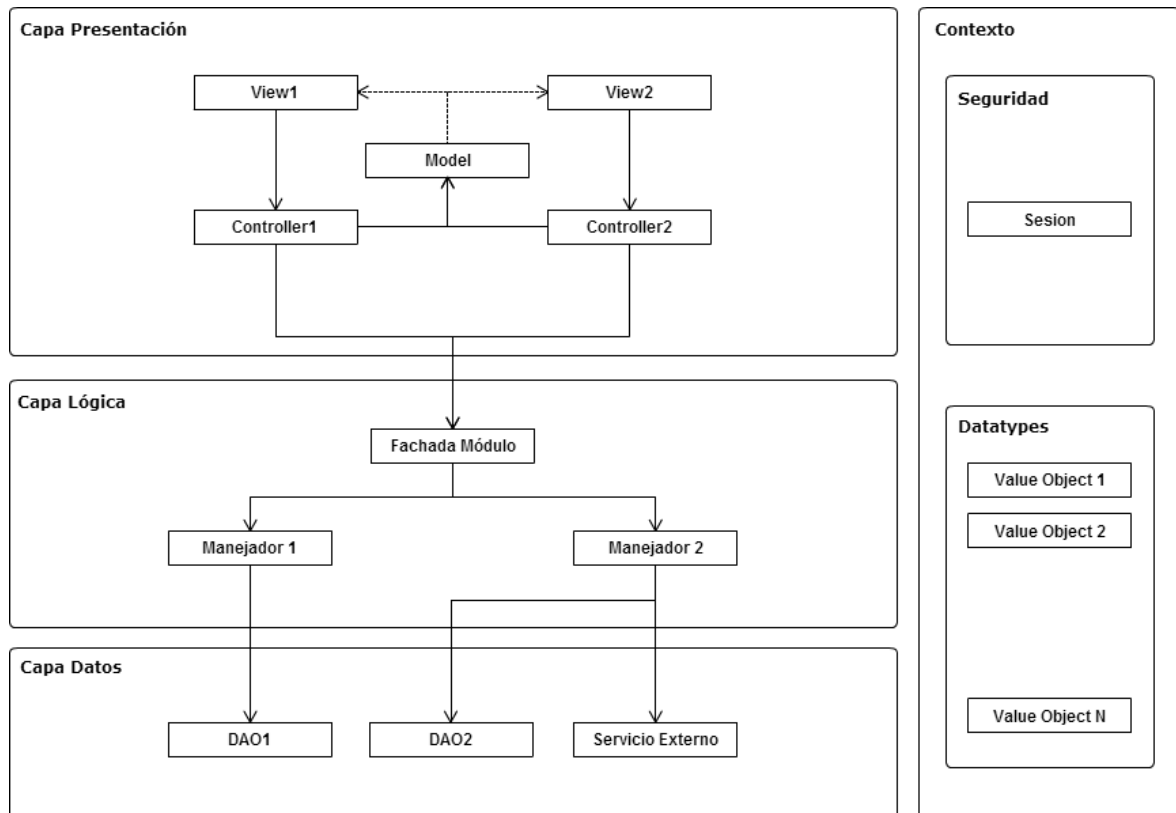 Capa Presentación
View1
View2
Model
Controller1
Controller2
Capa Lógica
Fachada Módulo
Manejador 1
Manejador 2
Capa Datos
DAO1
DAO2
Servicio Externo
Contexto
Seguridad
Sesion
Datatypes
Value Object 1
Value Object 2
Value Object N